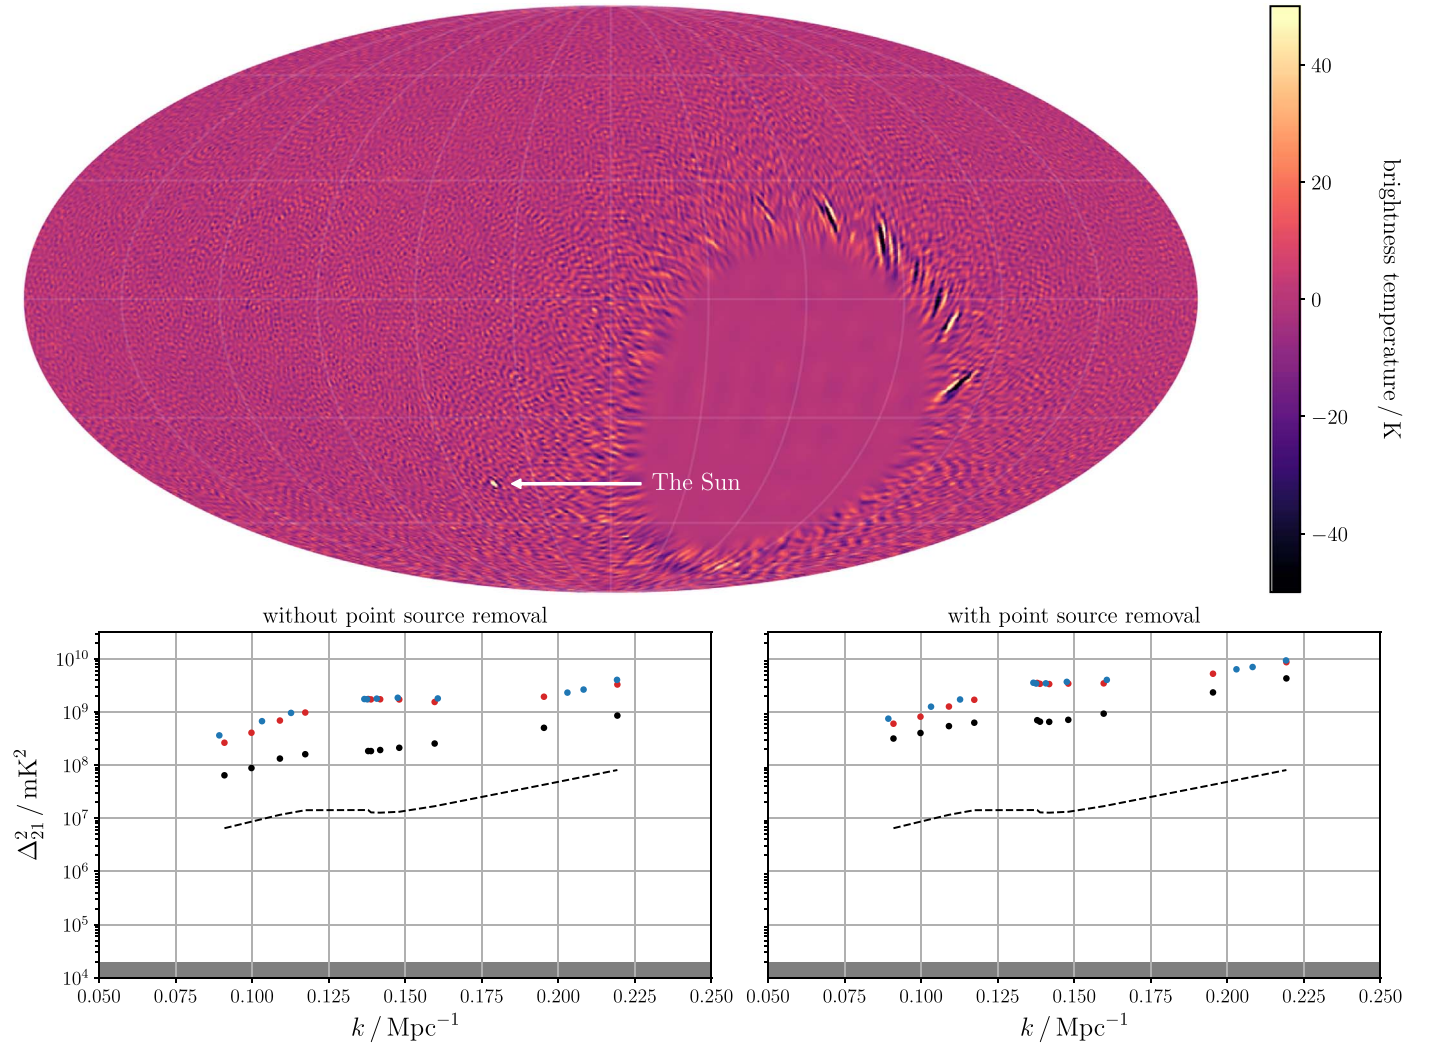 40
20
0
−20
−40
brightness temperature / K
The Sun
without point source removal
with point source removal
10^10
10^9
10^8
10^7
10^6
10^5
10^4
Δ²₂₁ / mK²
0.050 0.075 0.100 0.125 0.150 0.175 0.200 0.225 0.250
0.050 0.075 0.100 0.125 0.150 0.175 0.200 0.225 0.250
k / Mpc⁻¹
k / Mpc⁻¹